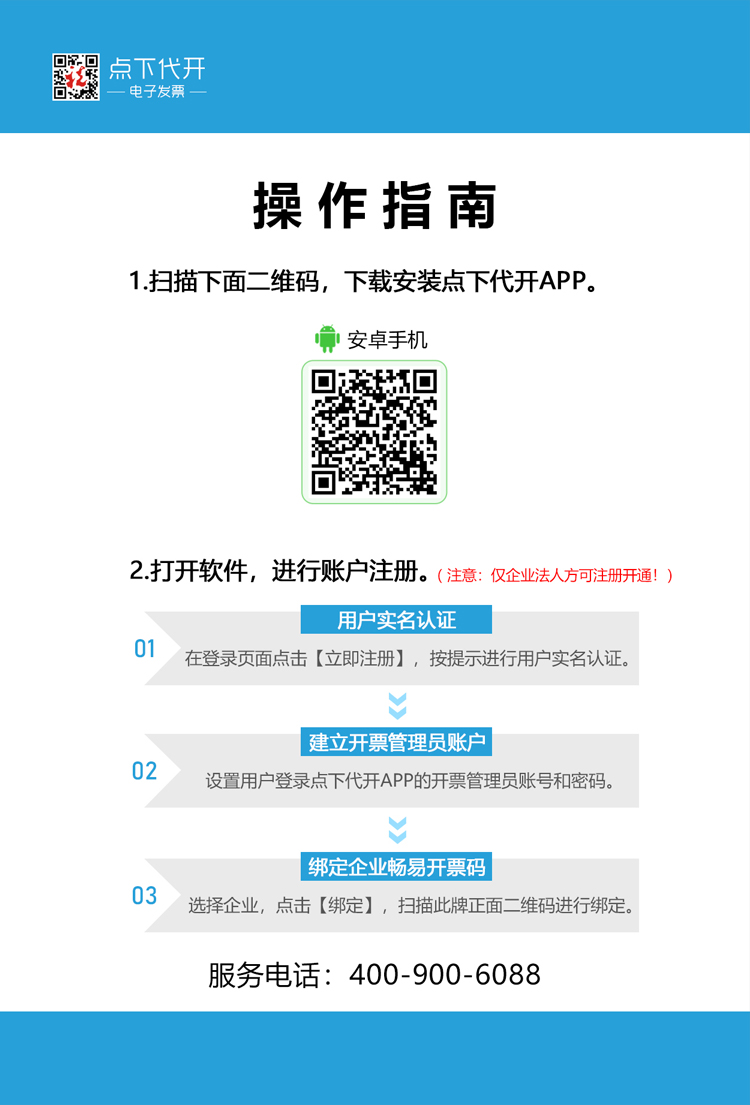 点下代开
电子发票
操作指南
1.扫描下面二维码，下载安装点下代开APP。
安卓手机
2.打开软件，进行账户注册。(注意：仅企业法人方可注册开通！)
用户实名认证
01
在登录页面点击【立即注册】，按提示进行用户实名认证。
建立开票管理员账户
02
设置用户登录点下代开APP的开票管理员账号和密码。
绑定企业畅易开票码
03
选择企业，点击【绑定】，扫描此牌正面二维码进行绑定。
服务电话：400-900-6088